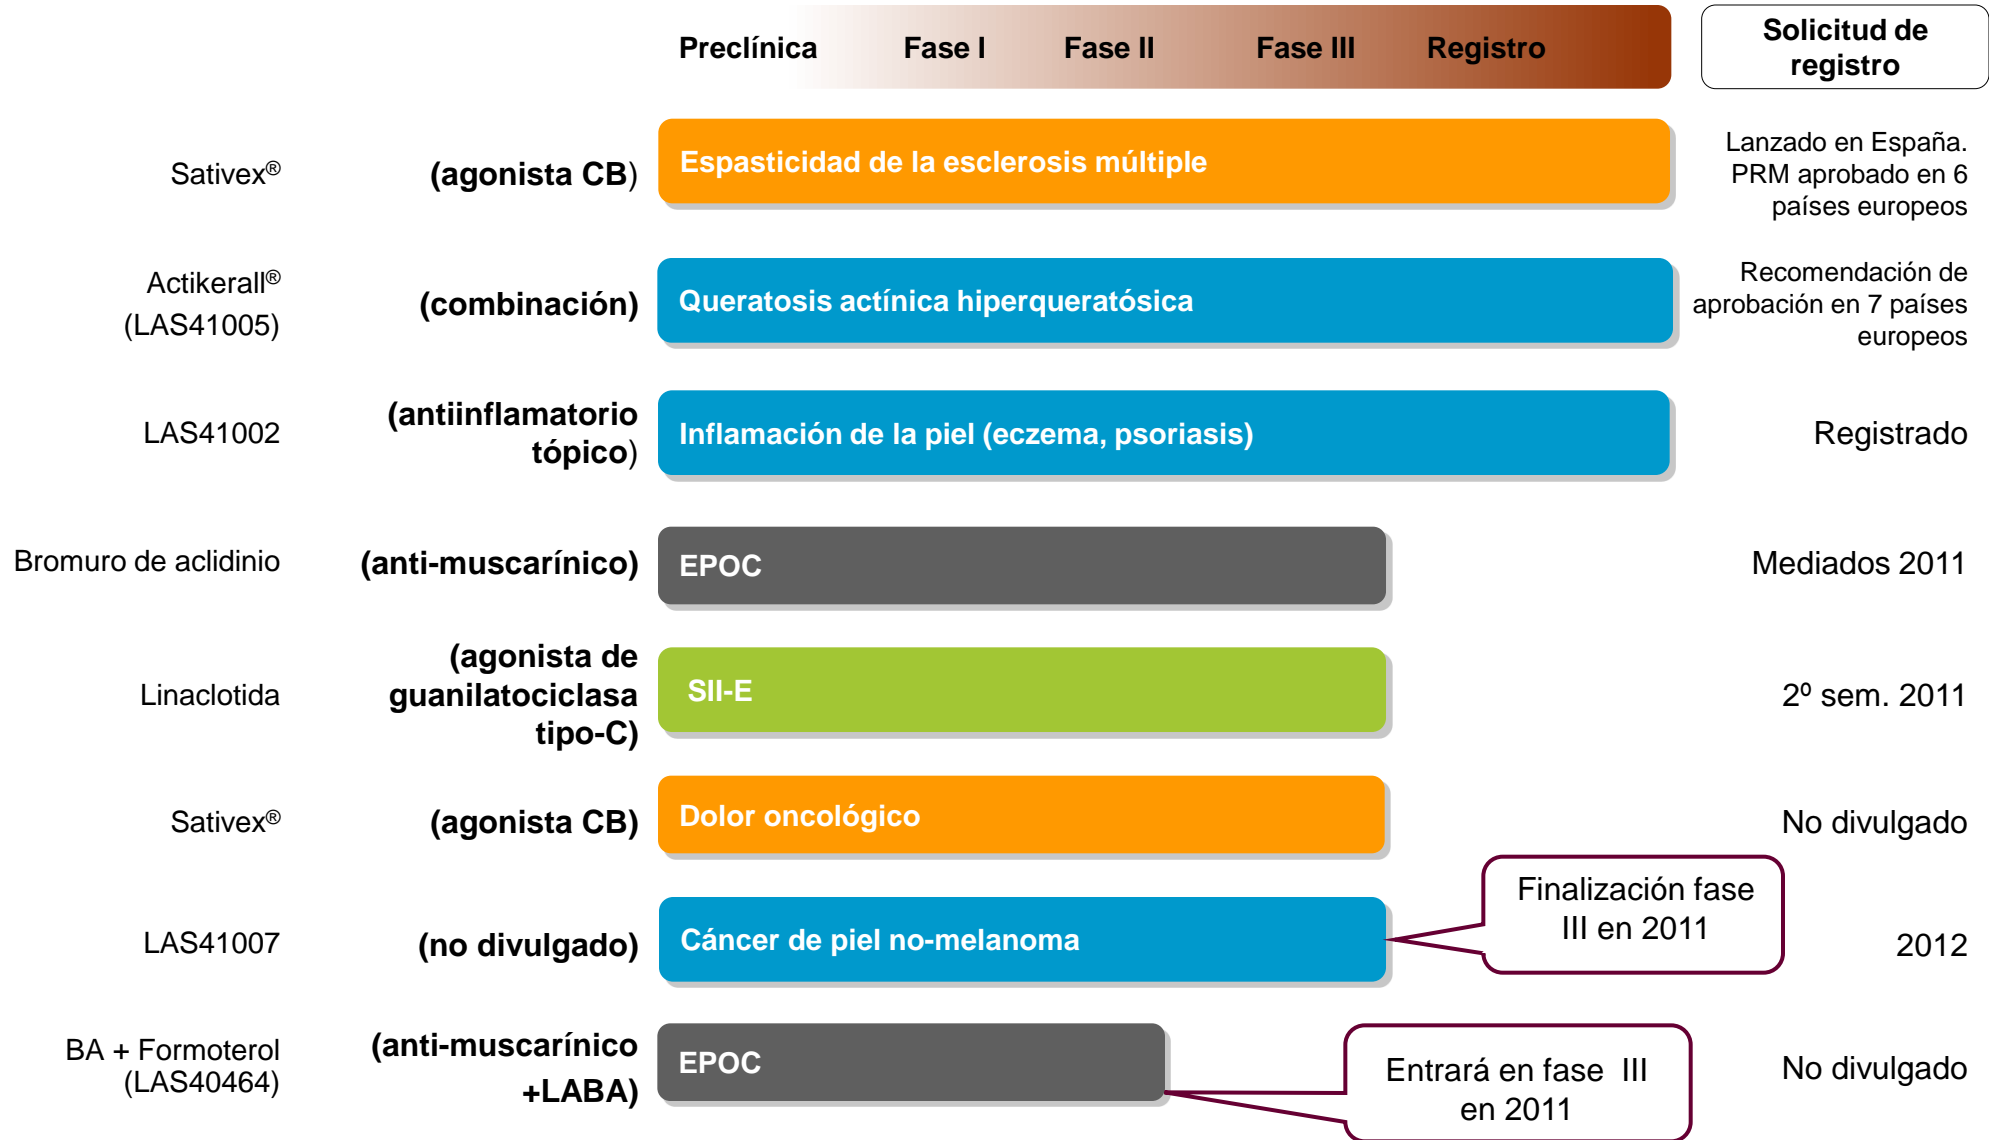 Preclínica Fase I Fase II Fase III Registro
Solicitud de
registro
Sativex®
(agonista CB)
Espasticidad de la esclerosis múltiple
Lanzado en España.
PRM aprobado en 6
países europeos
Actikerall®
(LAS41005)
(combinación)
Queratosis actínica hiperqueratósica
Recomendación de
aprobación en 7 países
europeos
LAS41002
(antiinflamatorio
tópico)
Inflamación de la piel (eczema, psoriasis)
Registrado
Bromuro de aclidinio
(anti-muscarínico)
EPOC
Mediados 2011
Linaclotida
(agonista de
guanilatociclasa
tipo-C)
SII-E
2º sem. 2011
Sativex®
(agonista CB)
Dolor oncológico
No divulgado
LAS41007
(no divulgado)
Cáncer de piel no-melanoma
Finalización fase
III en 2011
2012
BA + Formoterol
(LAS40464)
(anti-muscarínico
+LABA)
EPOC
Entrará en fase III
en 2011
No divulgado